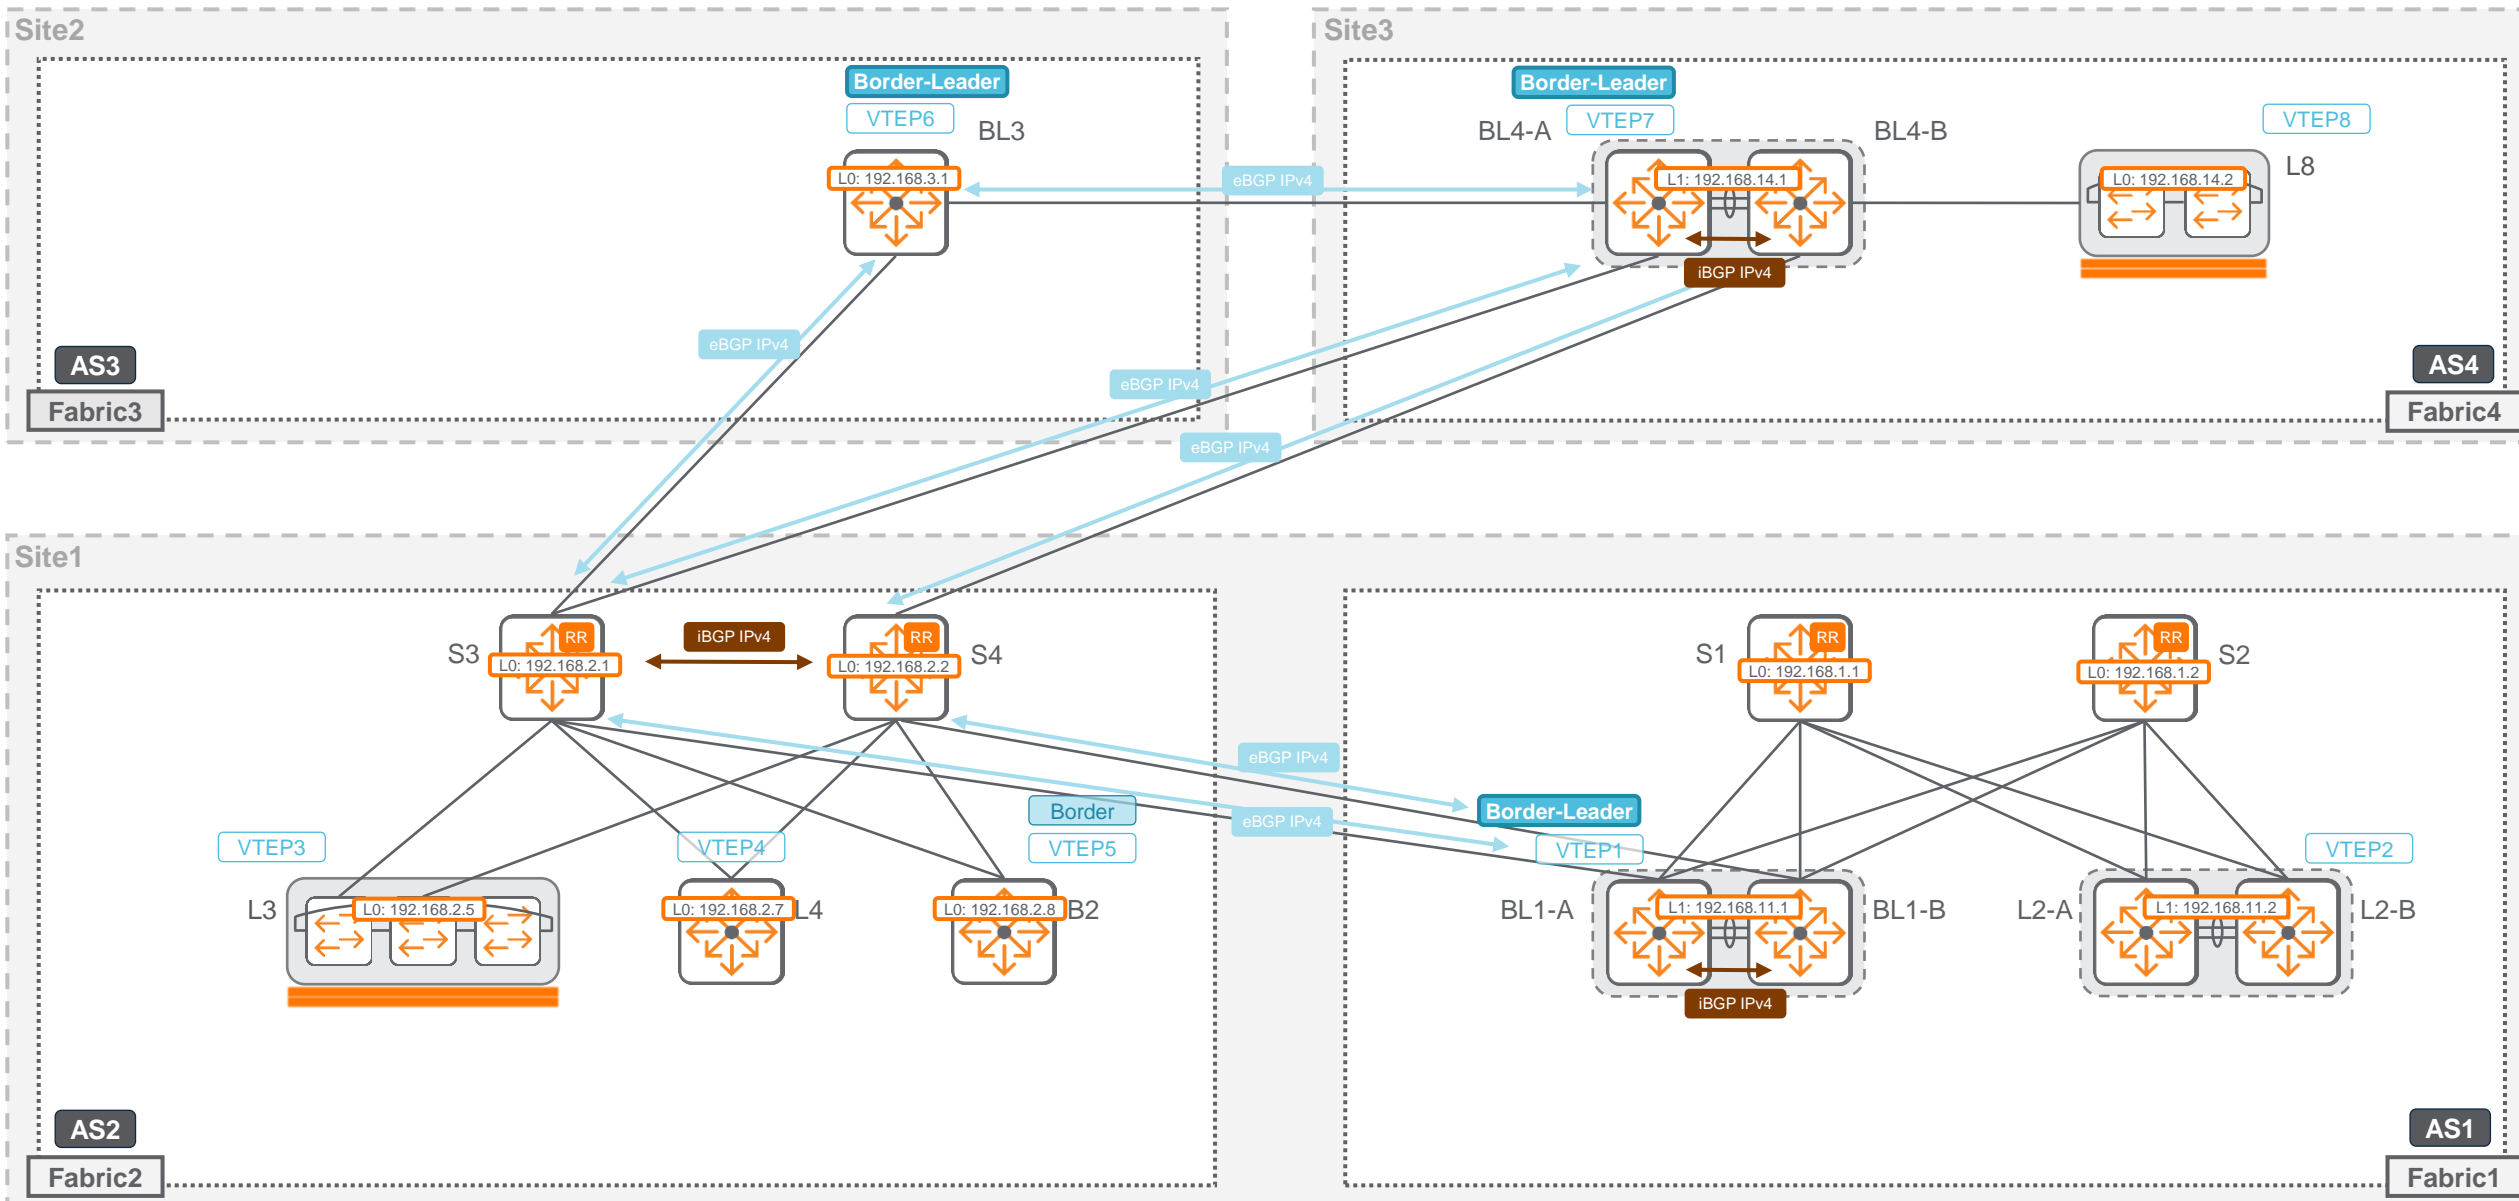 Site2
Site3
Border-Leader
VTEP6
BL3
L0: 192.168.3.1
Border-Leader
BL4-A
VTEP7
BL4-B
L1: 192.168.14.1
VTEP8
L8
L0: 192.168.14.2
eBGP IPv4
iBGP IPv4
eBGP IPv4
eBGP IPv4
eBGP IPv4
AS3
Fabric3
AS4
Fabric4
Site1
S3
RR
L0: 192.168.2.1
iBGP IPv4
RR
L0: 192.168.2.2
S4
S1
RR
L0: 192.168.1.1
RR
L0: 192.168.1.2
S2
eBGP IPv4
eBGP IPv4
Border
VTEP3
VTEP4
VTEP5
Border-Leader
VTEP1
VTEP2
L3
L0: 192.168.2.5
L0: 192.168.2.7
L4
L0: 192.168.2.8
B2
BL1-A
L1: 192.168.11.1
BL1-B
L2-A
L1: 192.168.11.2
L2-B
iBGP IPv4
AS2
Fabric2
AS1
Fabric1